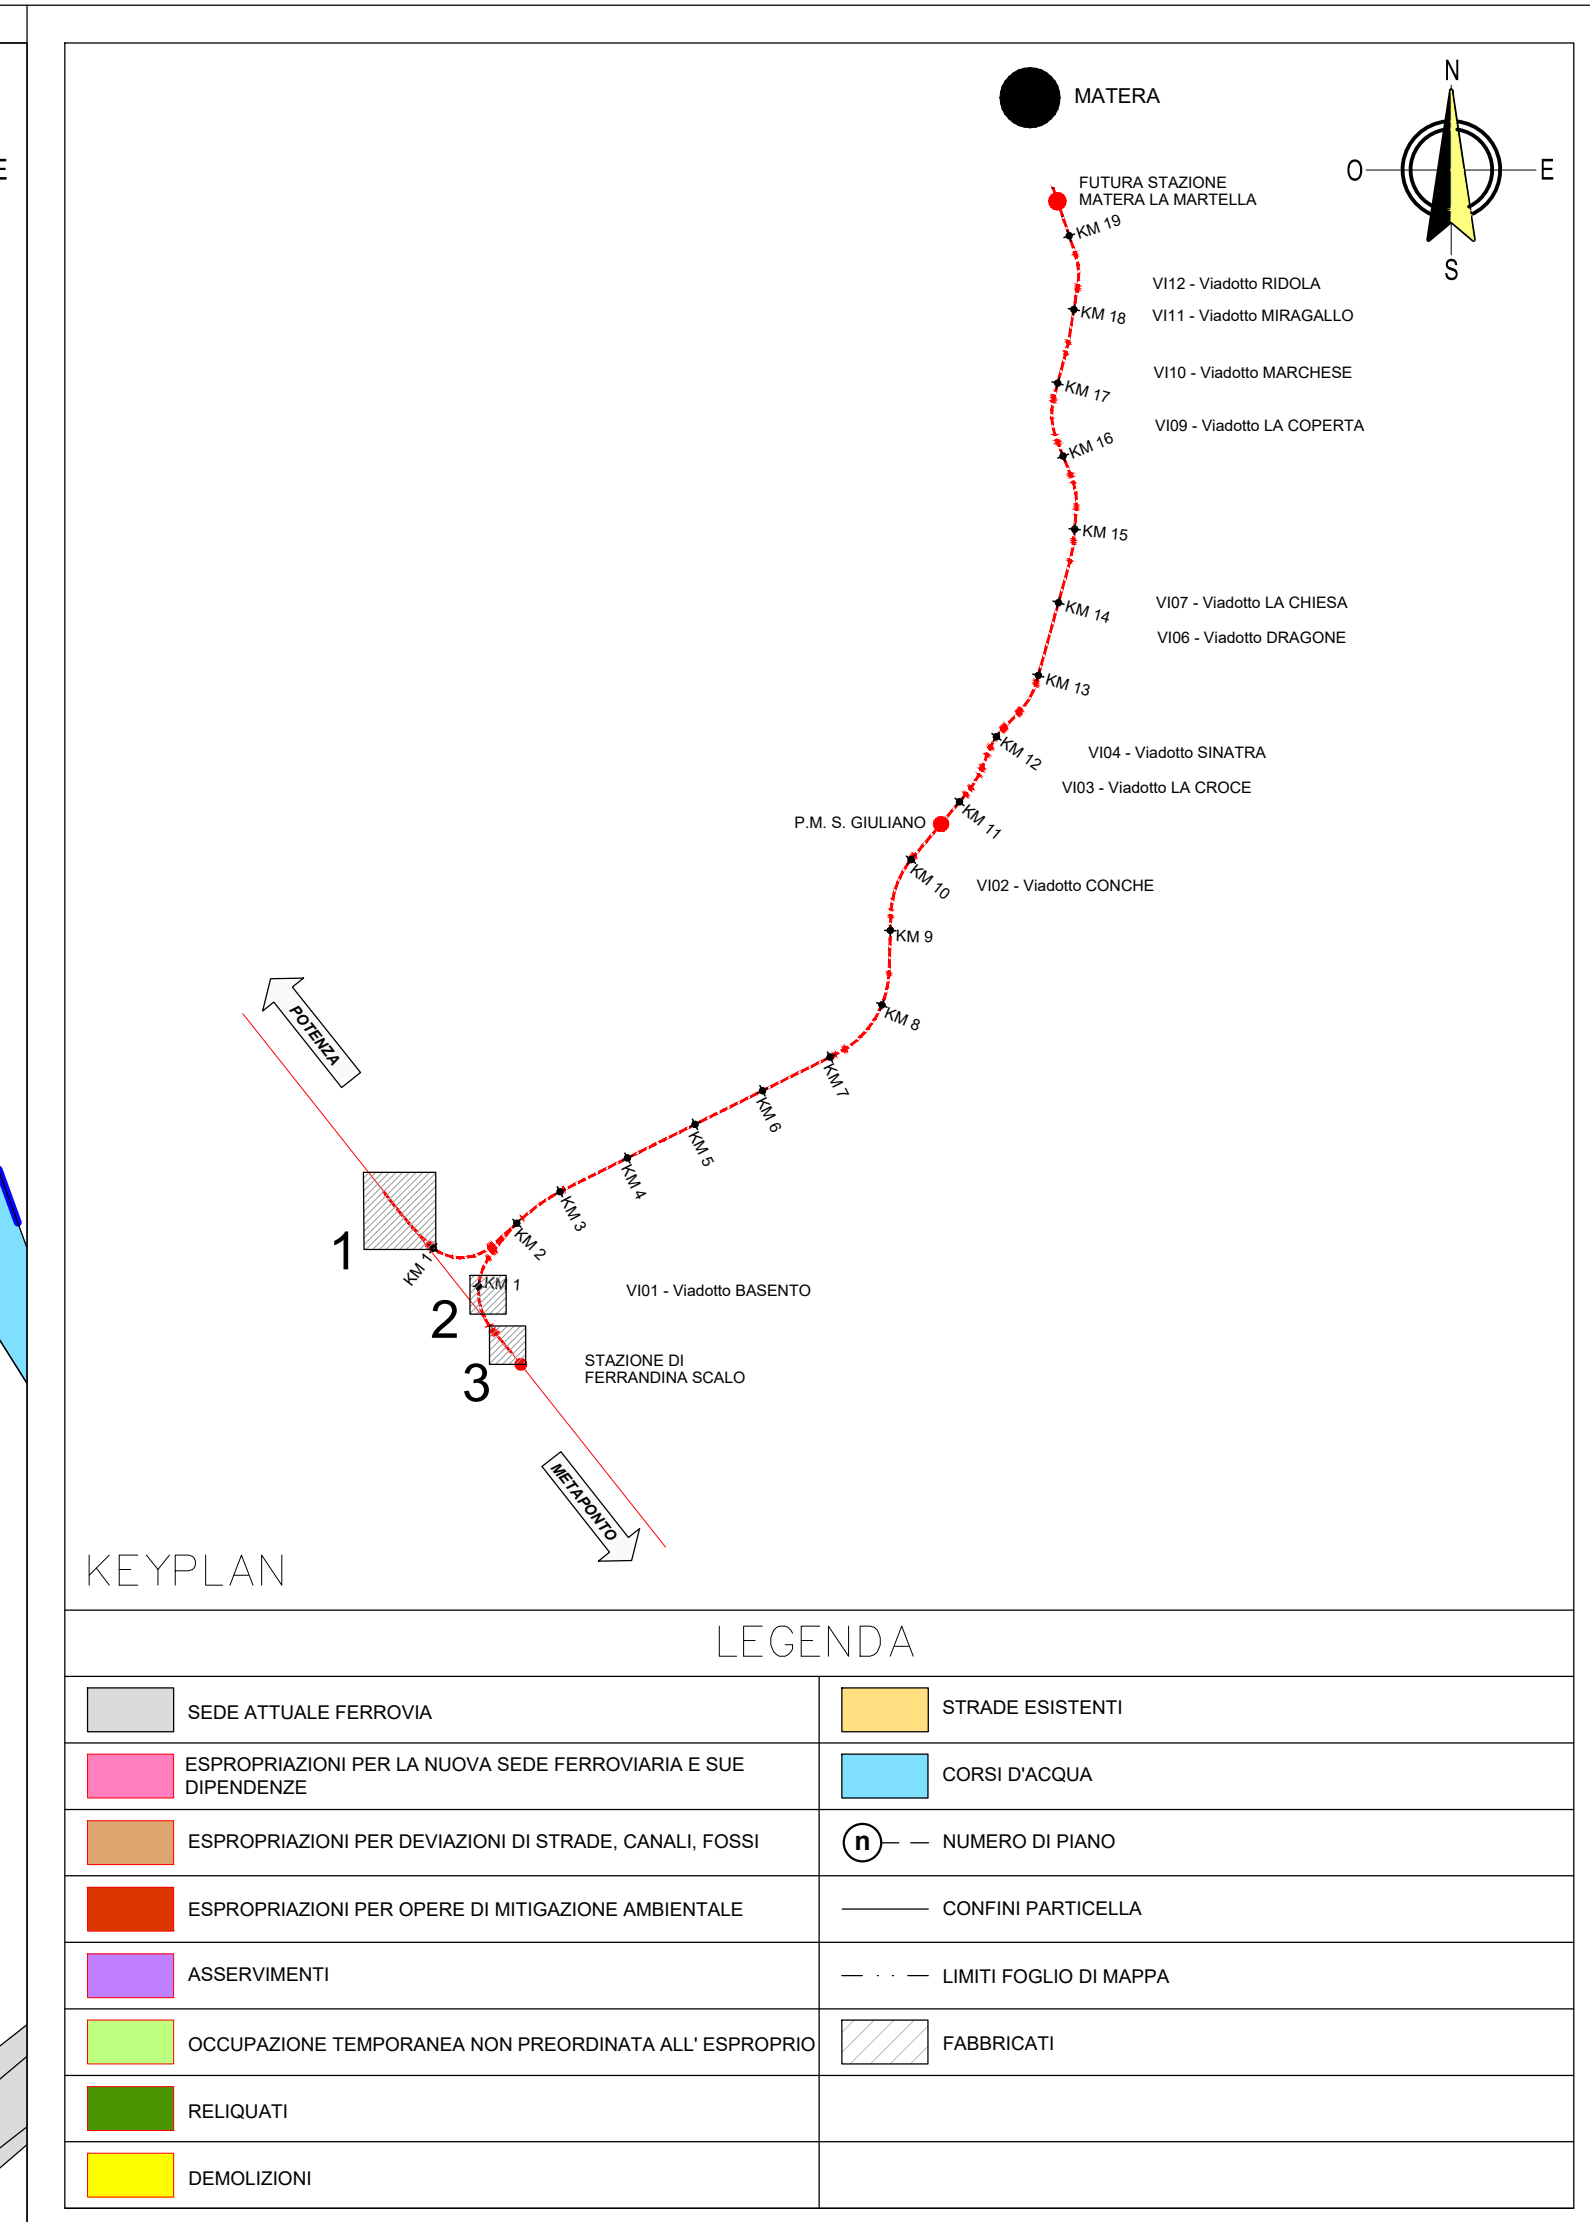 E
MATERA
N
O
E
S
FUTURA STAZIONE
MATERA LA MARTELLA
KM 19
VI12 - Viadotto RIDOLA
KM 18
VI11 - Viadotto MIRAGALLO
VI10 - Viadotto MARCHESE
KM 17
VI09 - Viadotto LA COPERTA
KM 16
KM 15
KM 14
VI07 - Viadotto LA CHIESA
VI06 - Viadotto DRAGONE
KM 13
KM 12
VI04 - Viadotto SINATRA
VI03 - Viadotto LA CROCE
P.M. S. GIULIANO
KM 11
KM 10
VI02 - Viadotto CONCHE
KM 9
KM 8
POTENZA
KM 7
KM 6
KM 5
KM 4
KM 3
KM 2
1
KM 1
KM 1
VI01 - Viadotto BASENTO
2
STAZIONE DI
FERRANDINA SCALO
3
METAPONTO
KEYPLAN
LEGENDA
SEDE ATTUALE FERROVIA
STRADE ESISTENTI
ESPROPRIAZIONI PER LA NUOVA SEDE FERROVIARIA E SUE
DIPENDENZE
CORSI D'ACQUA
ESPROPRIAZIONI PER DEVIAZIONI DI STRADE, CANALI, FOSSI
n
NUMERO DI PIANO
ESPROPRIAZIONI PER OPERE DI MITIGAZIONE AMBIENTALE
CONFINI PARTICELLA
ASSERVIMENTI
LIMITI FOGLIO DI MAPPA
OCCUPAZIONE TEMPORANEA NON PREORDINATA ALL' ESPROPRIO
FABBRICATI
RELIQUATI
DEMOLIZIONI